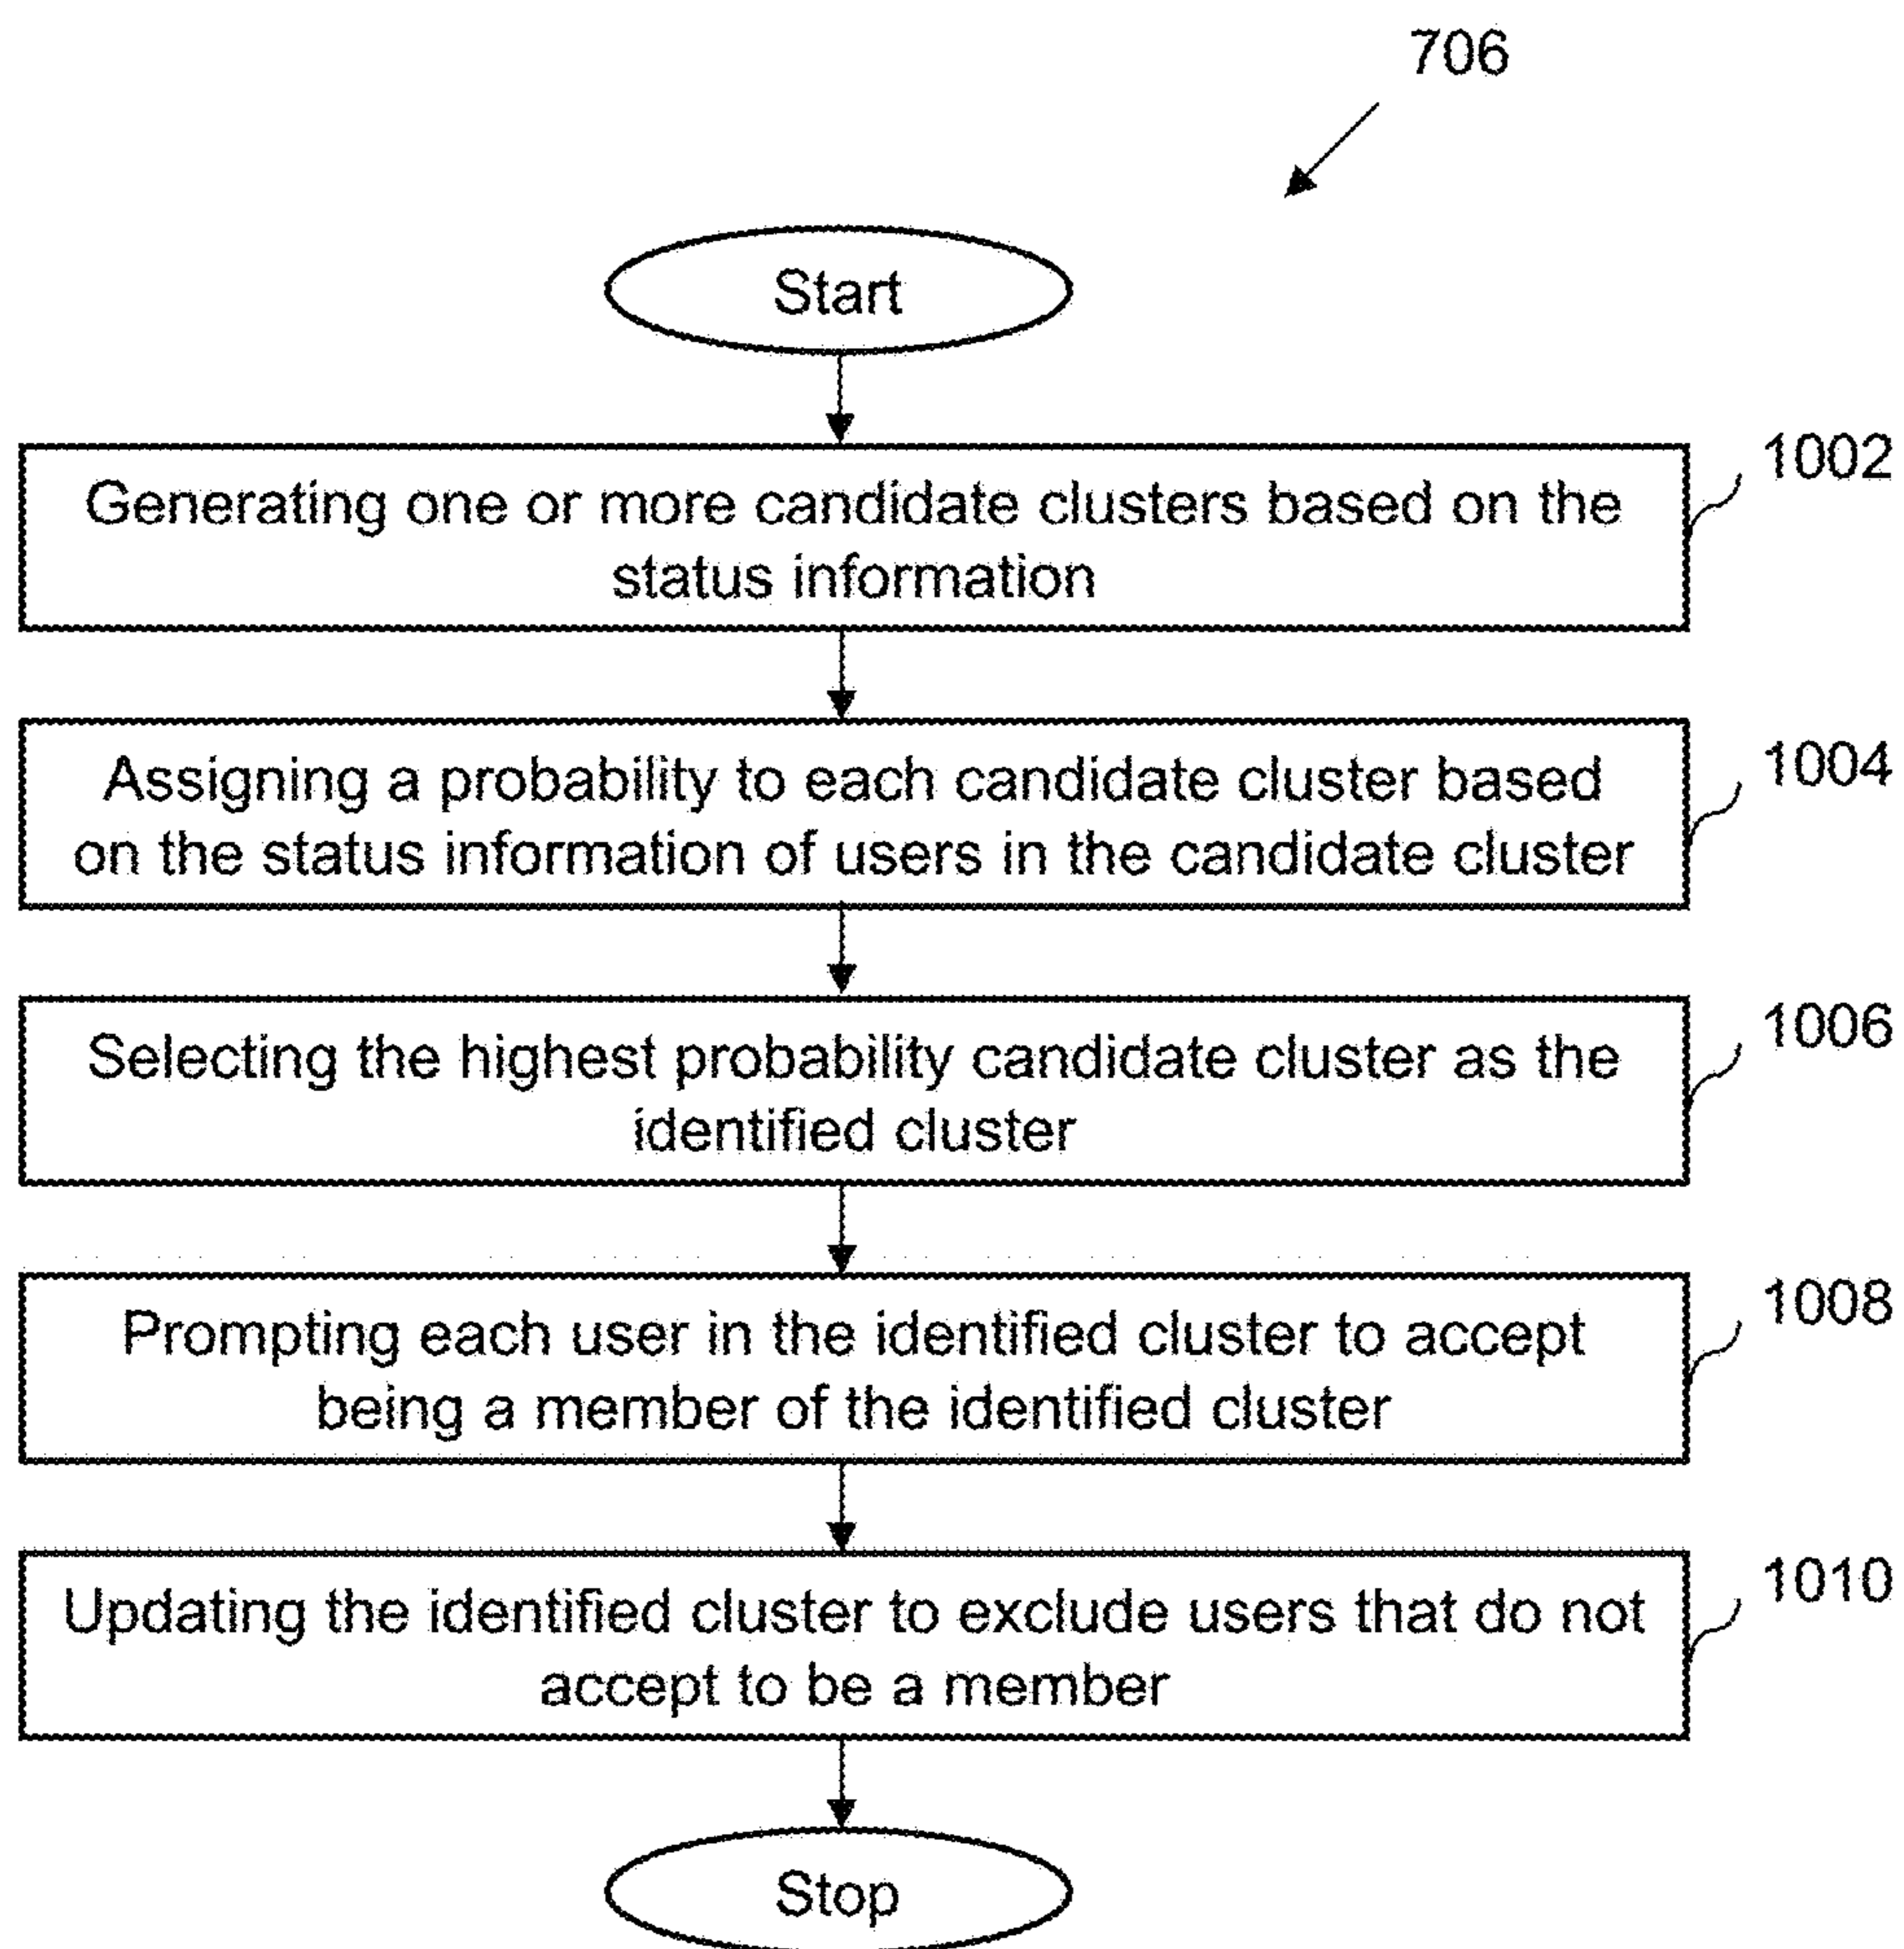 706
Start
1002
Generating one or more candidate clusters based on the
status information
1004
Assigning a probability to each candidate cluster based
on the status information of users in the candidate cluster
1006
Selecting the highest probability candidate cluster as the
identified cluster
1008
Prompting each user in the identified cluster to accept
being a member of the identified cluster
1010
Updating the identified cluster to exclude users that do not
accept to be a member
Stop